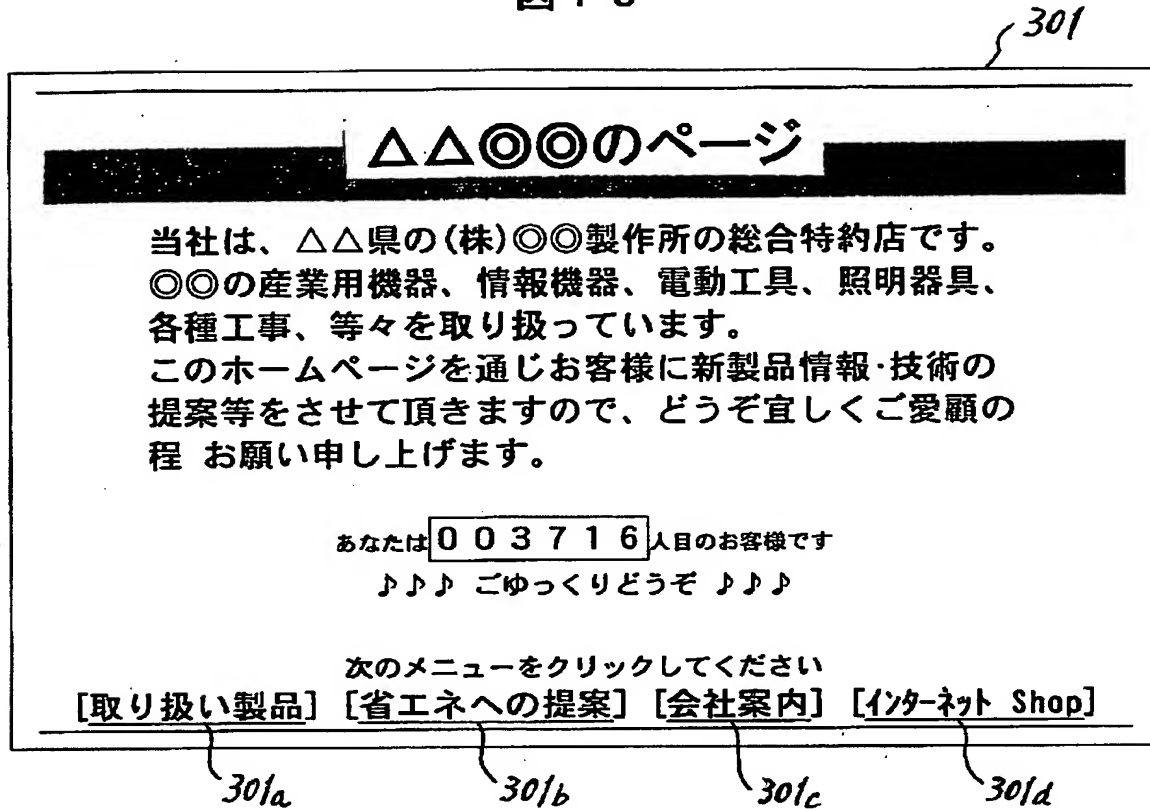 301
△△◎◎のページ
当社は、△△県の(株)◎◎製作所の総合特約店です。
◎◎の産業用機器、情報機器、電動工具、照明器具、
各種工事、等々を取り扱っています。
このホームページを通じお客様に新製品情報・技術の
提案等をさせて頂きますので、どうぞ宜しくご愛顧の
程 お願い申し上げます。
あなたは003716人目のお客様です
♪♪♪ ごゆっくりどうぞ ♪♪♪
次のメニューをクリックしてください
[取り扱い製品] [省エネへの提案] [会社案内] [インターネット Shop]
301a 301b 301c 301d